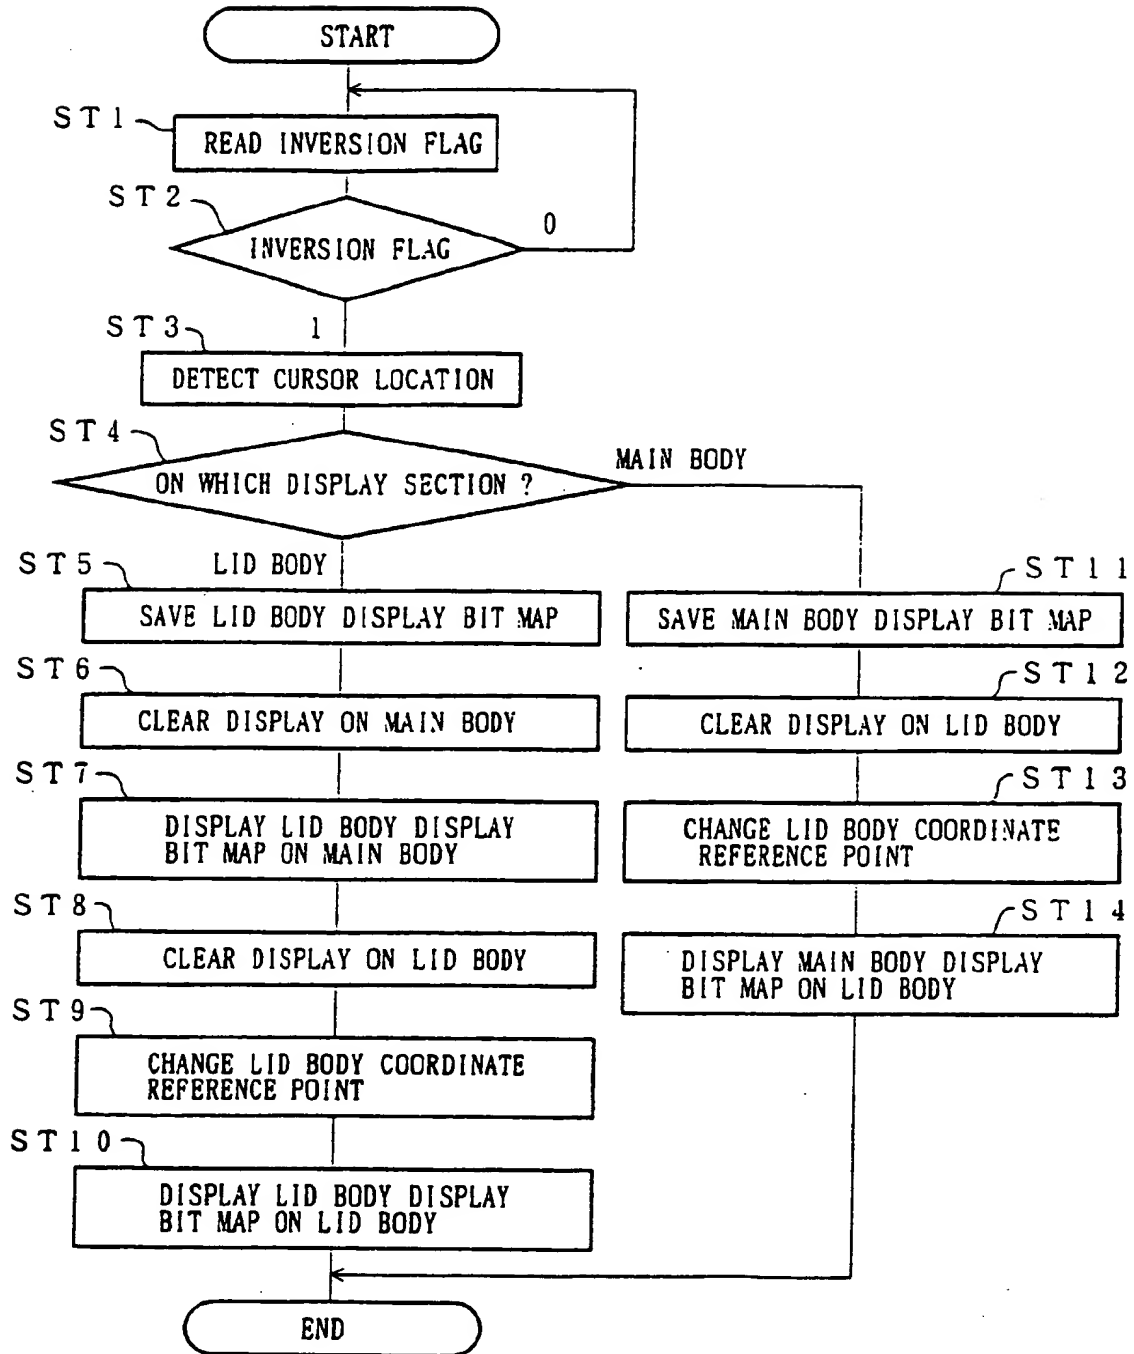 START
ST1
READ INVERSION FLAG
ST2
INVERSION FLAG
0
1
ST3
DETECT CURSOR LOCATION
ST4
ON WHICH DISPLAY SECTION ?
MAIN BODY
LID BODY
ST5
SAVE LID BODY DISPLAY BIT MAP
ST6
CLEAR DISPLAY ON MAIN BODY
ST7
DISPLAY LID BODY DISPLAY
BIT MAP ON MAIN BODY
ST8
CLEAR DISPLAY ON LID BODY
ST9
CHANGE LID BODY COORDINATE
REFERENCE POINT
ST10
DISPLAY LID BODY DISPLAY
BIT MAP ON LID BODY
ST11
SAVE MAIN BODY DISPLAY BIT MAP
ST12
CLEAR DISPLAY ON LID BODY
ST13
CHANGE LID BODY COORDINATE
REFERENCE POINT
ST14
DISPLAY MAIN BODY DISPLAY
BIT MAP ON LID BODY
END